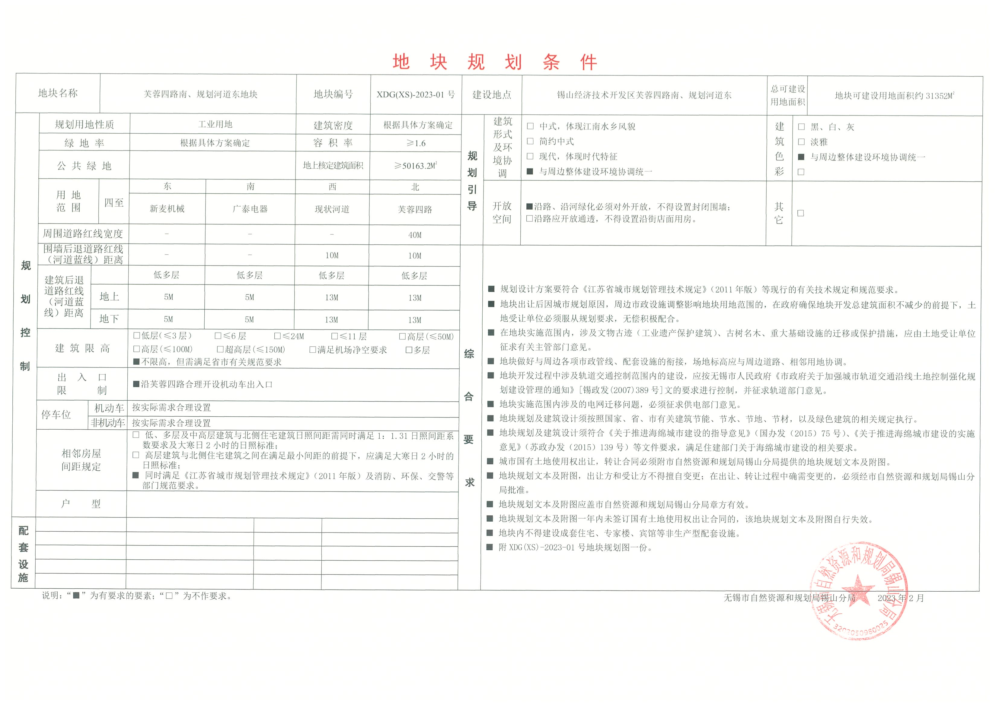 地块规划条件
地块名称
芙蓉四路南、规划河道东地块
地块编号
XDG(XS)-2023-01 号
建设地点
锡山经济技术开发区芙蓉四路南、规划河道东
总可建设
用地面积
地块可建设用地面积约 31352M²
规划控制
规划用地性质
工业用地
建筑密度
根据具体方案确定
绿地率
根据具体方案确定
容积率
≥1.6
公共绿地
地上核定建筑面积
≥50163.2M²
用地
范围
四至
东
南
西
北
新麦机械
广泰电器
现状河道
芙蓉四路
周围道路红线宽度
－
－
－
40M
围墙后退道路红线
（河道蓝线）距离
－
－
10M
10M
建筑后退
道路红线
（河道蓝
线）距离
低多层
低多层
低多层
低多层
地上
5M
5M
13M
13M
地下
5M
5M
13M
13M
建筑限高
□低层(≤3 层) □≤6 层 □≤24M □≤11 层 □高层(≤50M)
□高层(≤100M) □超高层(≤150M) □满足机场净空要求 □多层
■不限高，但需满足省市有关规范要求
出入口
限制
■沿芙蓉四路合理开设机动车出入口
停车位
机动车
按实际需求合理设置
非机动车
按实际需求合理设置
相邻房屋
间距规定
□ 低、多层及中高层建筑与北侧住宅建筑日照间距需同时满足 1：1.31 日照间距系
数要求及大寒日 2 小时的日照标准；
□ 高层建筑与北侧住宅建筑之间在满足最小间距的前提下，应满足大寒日 2 小时的
日照标准；
■ 同时满足《江苏省城市规划管理技术规定》（2011 年版）及消防、环保、交警等
部门规范要求。
户型
配套设施
规划引导
建筑
形式
及环
境协
调
□ 中式，体现江南水乡风貌
□ 简约中式
□ 现代，体现时代特征
■ 与周边整体建设环境协调统一
建
筑
色
彩
□ 黑、白、灰
□ 淡雅
■ 与周边整体建设环境协调统一
□
开放
空间
■沿路、沿河绿化必须对外开放，不得设置封闭围墙；
□沿路应开放通透，不得设置沿街店面用房。
其
它
□
综合要求
■ 规划设计方案要符合《江苏省城市规划管理技术规定》（2011 年版）等现行的有关技术规定和规范要求。
■ 地块出让后因城市规划原因，周边市政设施调整影响地块用地范围的，在政府确保地块开发总建筑面积不减少的前提下，土
地受让单位必须服从规划要求，无偿积极配合。
■ 在地块实施范围内，涉及文物古迹（工业遗产保护建筑）、古树名木、重大基础设施的迁移或保护措施，应由土地受让单位
征求有关主管部门意见。
■ 地块做好与周边各项市政管线、配套设施的衔接，场地标高应与周边道路、相邻用地协调。
■ 地块开发过程中涉及轨道交通控制范围内的建设，应按无锡市人民政府《市政府关于加强城市轨道交通沿线土地控制强化规
划建设管理的通知》[锡政发(2007)389 号]文的要求进行控制，并征求轨道部门意见。
■ 地块实施范围内涉及的电网迁移问题，必须征求供电部门意见。
■ 地块规划及建筑设计须按照国家、省、市有关建筑节能、节水、节地、节材，以及绿色建筑的相关规定执行。
■ 地块规划及建筑设计须符合《关于推进海绵城市建设的指导意见》（国办发（2015）75 号）、《关于推进海绵城市建设的实施
意见》（苏政办发（2015）139 号）等文件要求，满足住建部门关于海绵城市建设的相关要求。
■ 城市国有土地使用权出让，转让合同必须附市自然资源和规划局锡山分局提供的地块规划文本及附图。
■ 地块规划文本及附图，出让方和受让方不得擅自变更；在出让、转让过程中确需变更的，必须经市自然资源和规划局锡山分
局批准。
■ 地块规划文本及附图应盖市自然资源和规划局锡山分局章方有效。
■ 地块规划文本及附图一年内未签订国有土地使用权出让合同的，该地块规划文本及附图自行失效。
■ 地块内不得建设成套住宅、专家楼、宾馆等非生产型配套设施。
■ 附 XDG(XS)-2023-01 号地块规划图一份。
说明：“■”为有要求的要素；“□”为不作要求。
无锡市自然资源和规划局锡山分局 2023 年 2 月
无锡市自然资源和规划局锡山分局
3202050980025